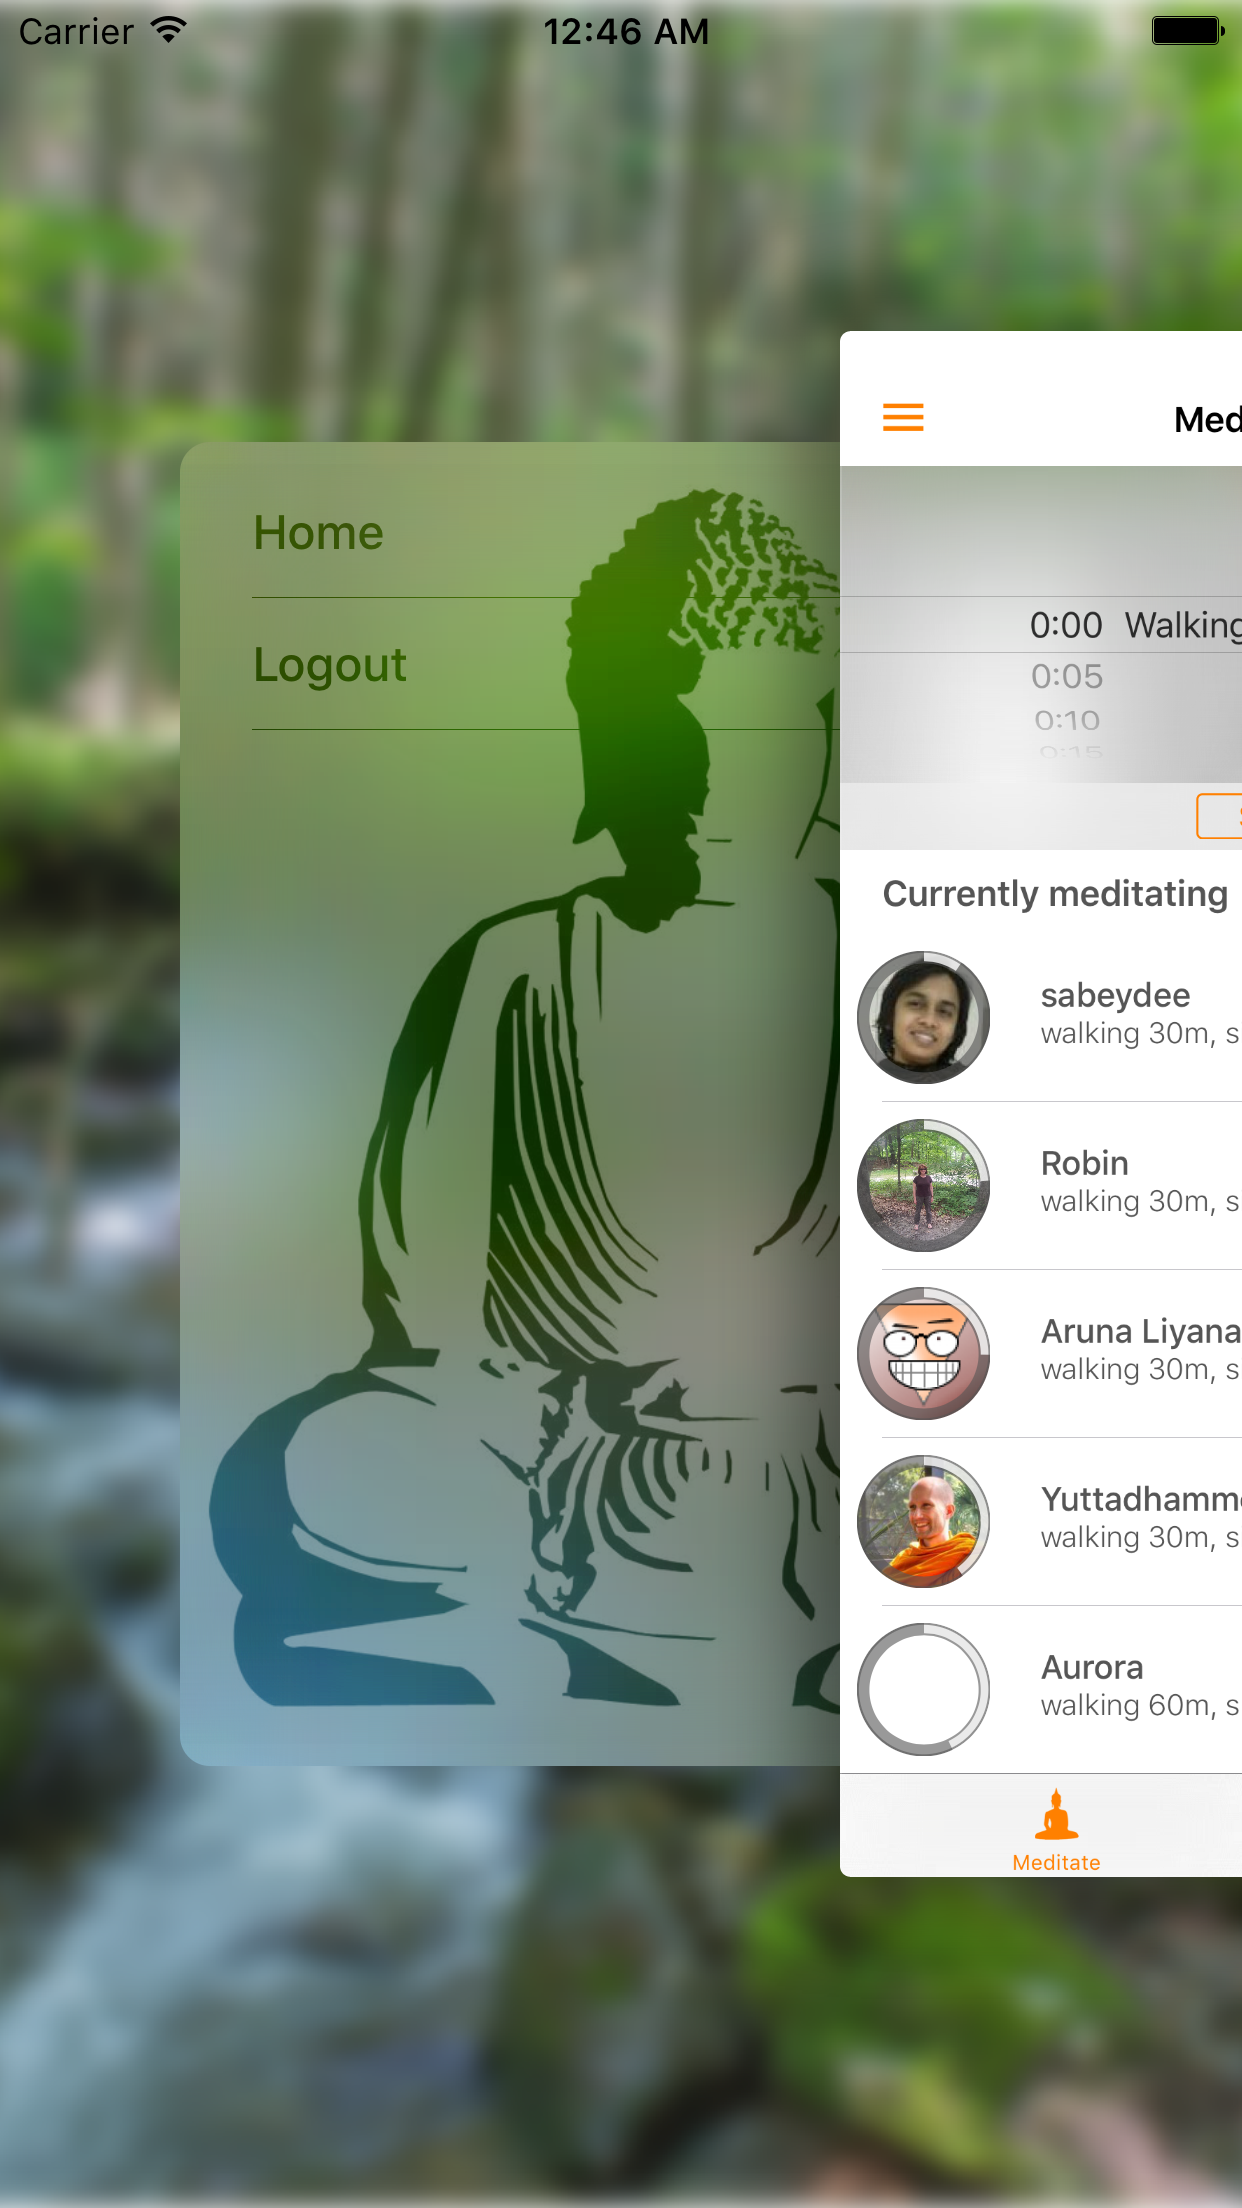 Carrier 12:46 AM
Home
Logout
Med
0:00 Walking
0:05
0:10
0:15
Currently meditating
sabeydee
walking 30m, s
Robin
walking 30m, s
Aruna Liyana
walking 30m, s
Yuttadhamm
walking 30m, s
Aurora
walking 60m, s
Meditate